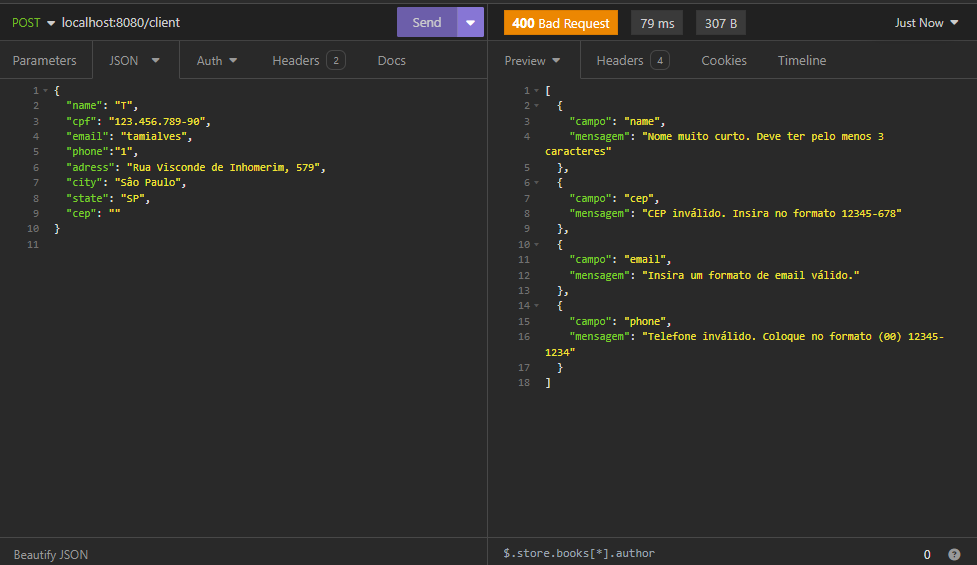 POST localhost:8080/client Send 400 Bad Request 79 ms 307 B Just Now
Parameters JSON Auth Headers 2 Docs
1 {
2 "name": "T",
3 "cpf": "123.456.789-90",
4 "email": "tamialves",
5 "phone":"1",
6 "adress": "Rua Visconde de Inhomerim, 579",
7 "city": "São Paulo",
8 "state": "SP",
9 "cep": ""
10 }
11
Beautify JSON
Preview Headers 4 Cookies Timeline
1 [
2 {
3 "campo": "name",
4 "mensagem": "Nome muito curto. Deve ter pelo menos 3
caracteres"
5 },
6 {
7 "campo": "cep",
8 "mensagem": "CEP inválido. Insira no formato 12345-678"
9 },
10 {
11 "campo": "email",
12 "mensagem": "Insira um formato de email válido."
13 },
14 {
15 "campo": "phone",
16 "mensagem": "Telefone inválido. Coloque no formato (00) 12345-
1234"
17 }
18 ]
$.store.books[*].author 0 ?